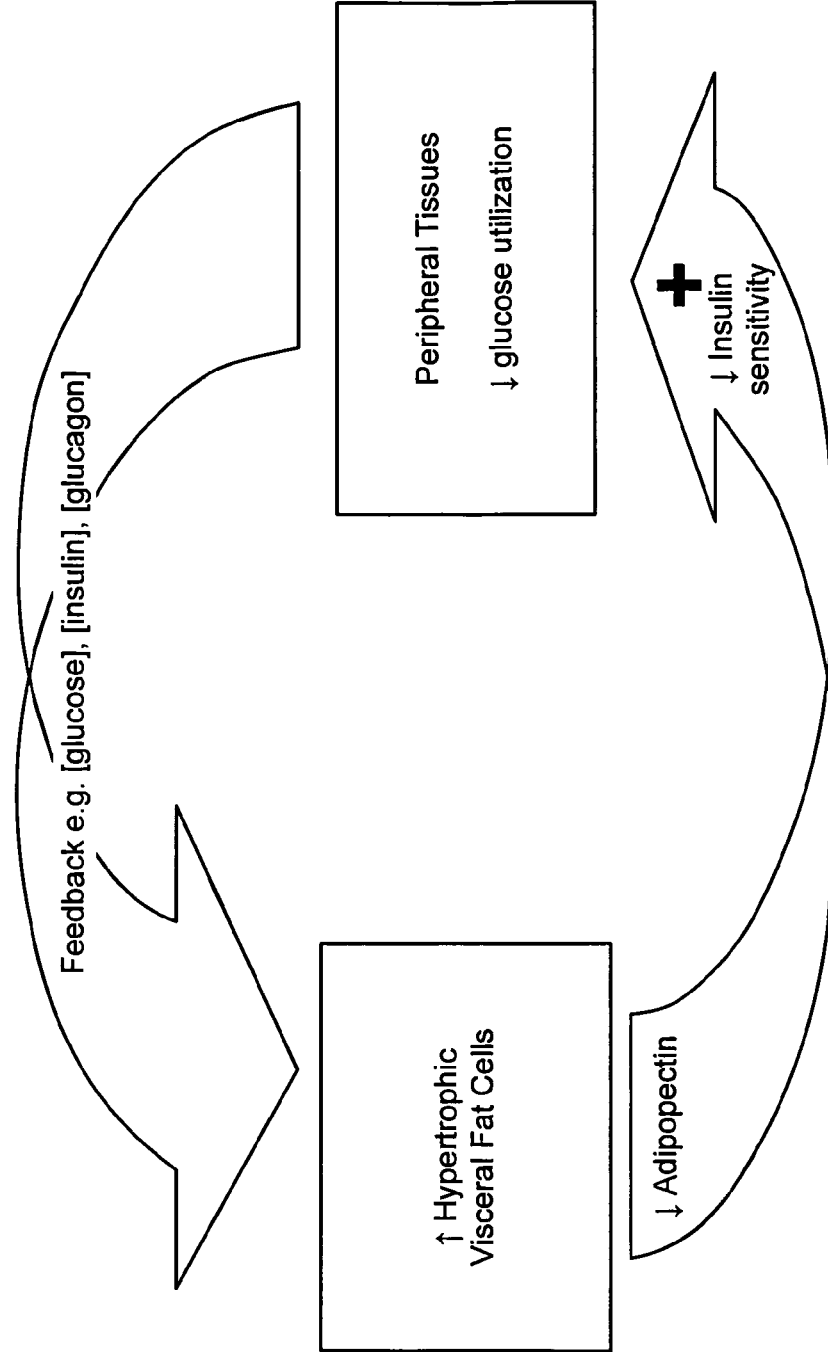 Feedback e.g. [glucose], [insulin], [glucagon]
↑ Hypertrophic
Visceral Fat Cells
Peripheral Tissues
↓ glucose utilization
↓ Adipopectin
+
↓ Insulin
sensitivity